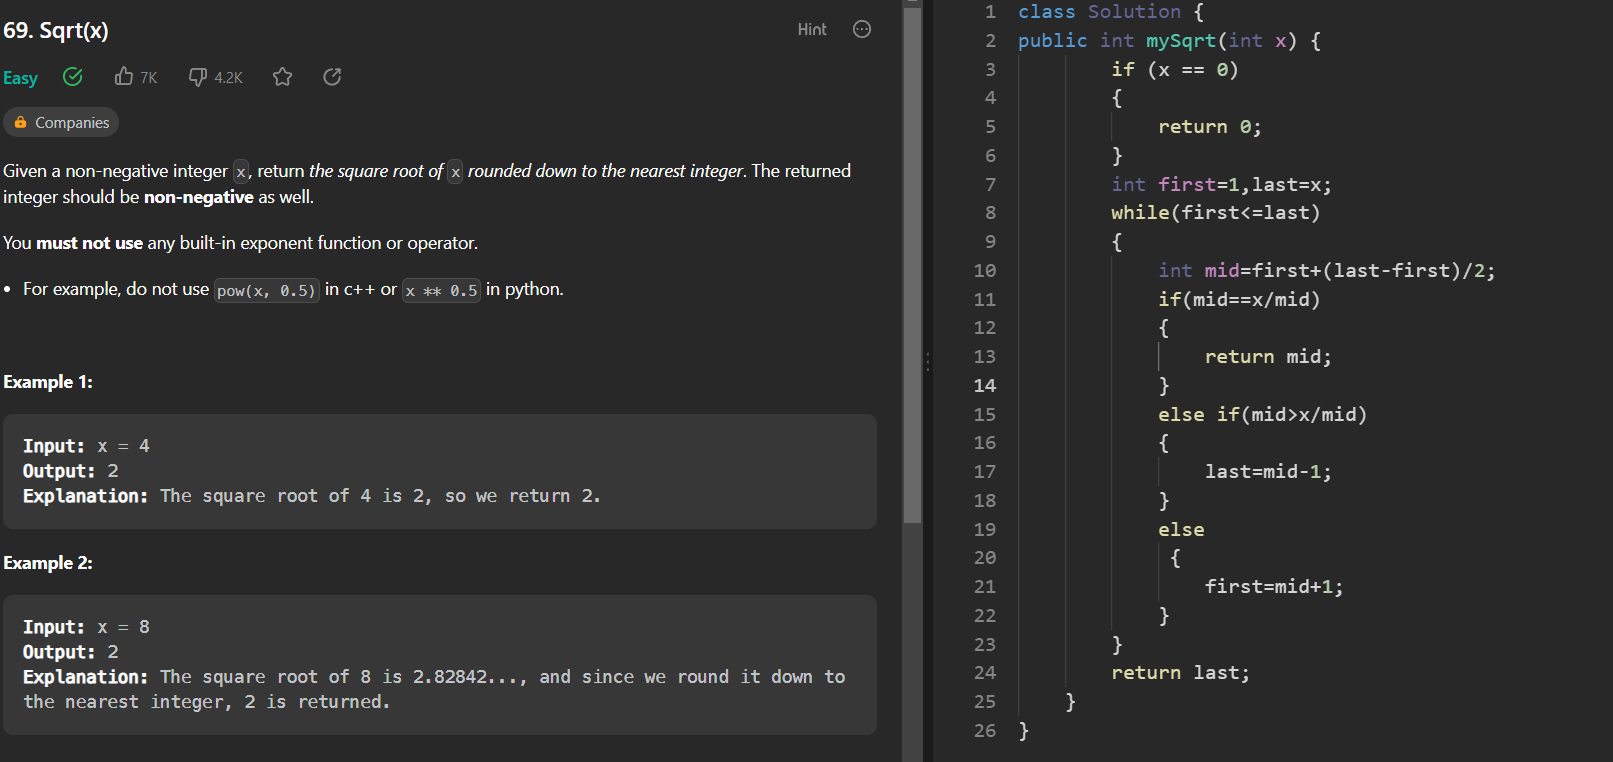 69. Sqrt(x)
Hint
Easy 7K 4.2K
Companies
Given a non-negative integer x, return the square root of x rounded down to the nearest integer. The returned
integer should be non-negative as well.
You must not use any built-in exponent function or operator.
• For example, do not use pow(x, 0.5) in c++ or x ** 0.5 in python.
Example 1:
Input: x = 4
Output: 2
Explanation: The square root of 4 is 2, so we return 2.
Example 2:
Input: x = 8
Output: 2
Explanation: The square root of 8 is 2.82842..., and since we round it down to
the nearest integer, 2 is returned.
1 class Solution {
2 public int mySqrt(int x) {
3         if (x == 0)
4         {
5             return 0;
6         }
7         int first=1,last=x;
8         while(first<=last)
9         {
10             int mid=first+(last-first)/2;
11             if(mid==x/mid)
12             {
13                 return mid;
14             }
15             else if(mid>x/mid)
16             {
17                 last=mid-1;
18             }
19             else
20              {
21                 first=mid+1;
22             }
23         }
24         return last;
25     }
26 }